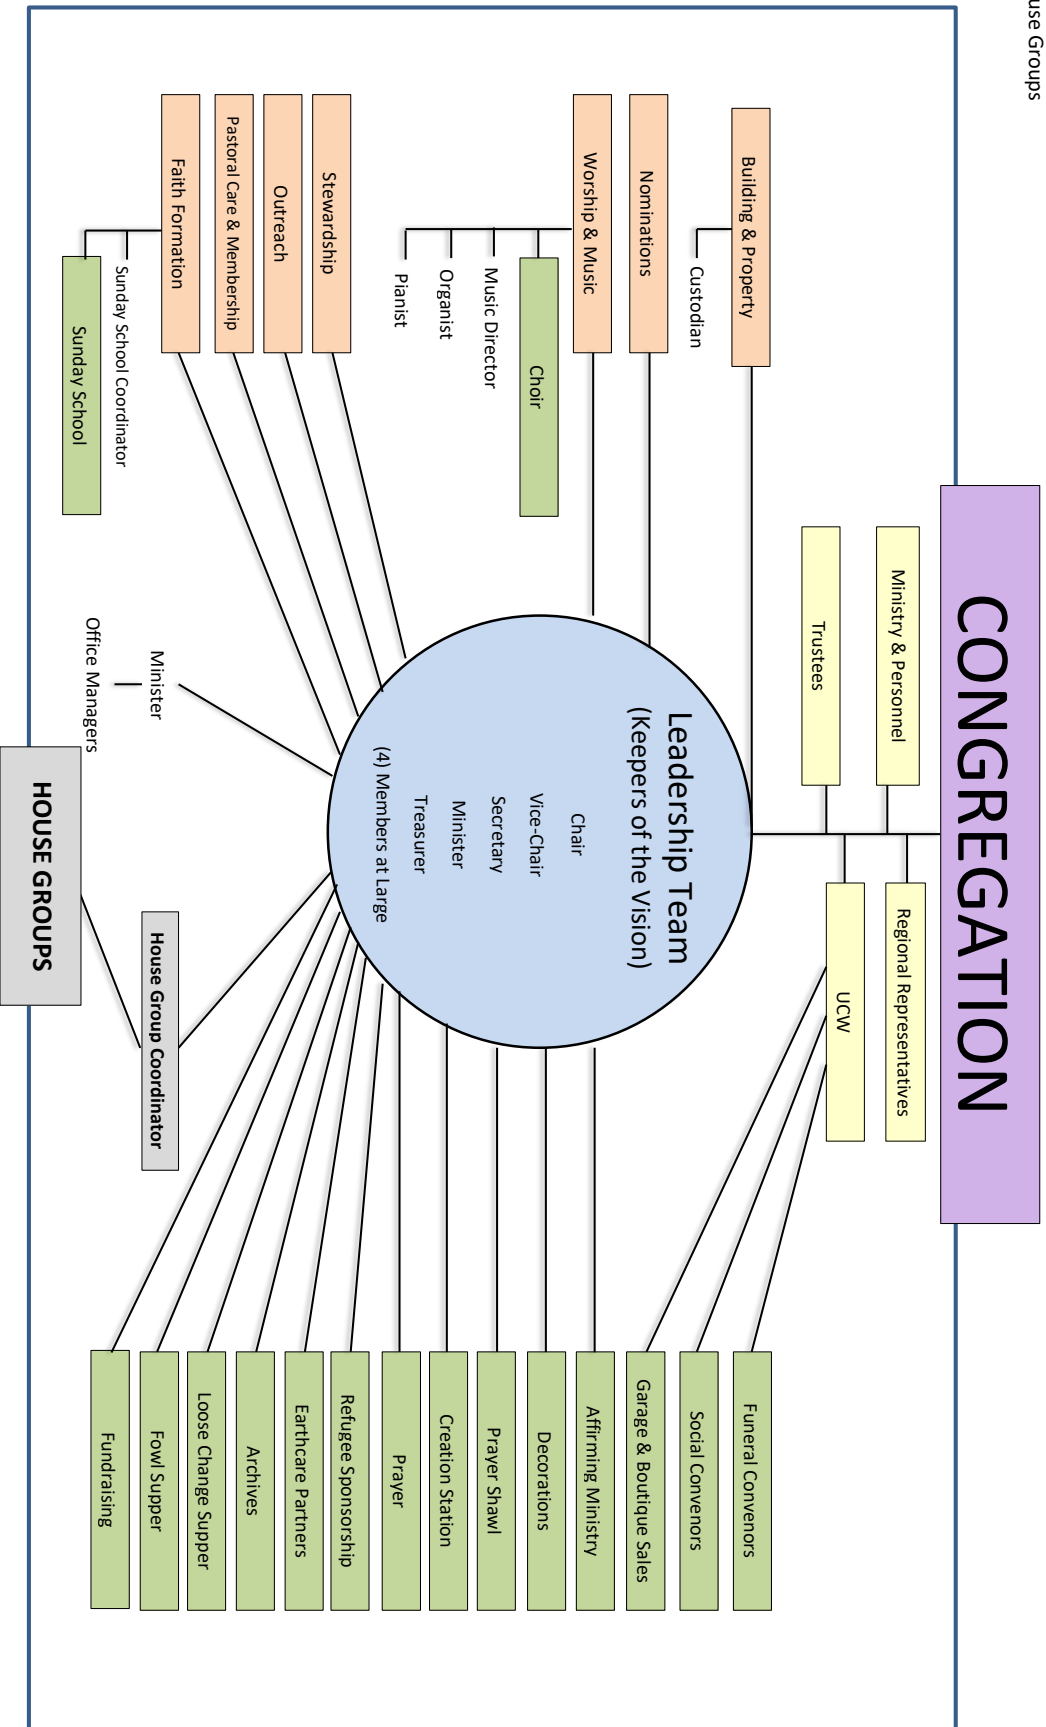 use Groups
CONGREGATION
Ministry & Personnel
Regional Representatives
Trustees
UCW
Building & Property
Custodian
Nominations
Worship & Music
Choir
Music Director
Organist
Pianist
Stewardship
Outreach
Pastoral Care & Membership
Faith Formation
Sunday School Coordinator
Sunday School
Leadership Team
(Keepers of the Vision)
Chair
Vice-Chair
Secretary
Minister
Treasurer
(4) Members at Large
Minister
Office Managers
House Group Coordinator
HOUSE GROUPS
Funeral Convenors
Social Convenors
Garage & Boutique Sales
Affirming Ministry
Decorations
Prayer Shawl
Creation Station
Prayer
Refugee Sponsorship
Earthcare Partners
Archives
Loose Change Supper
Fowl Supper
Fundraising